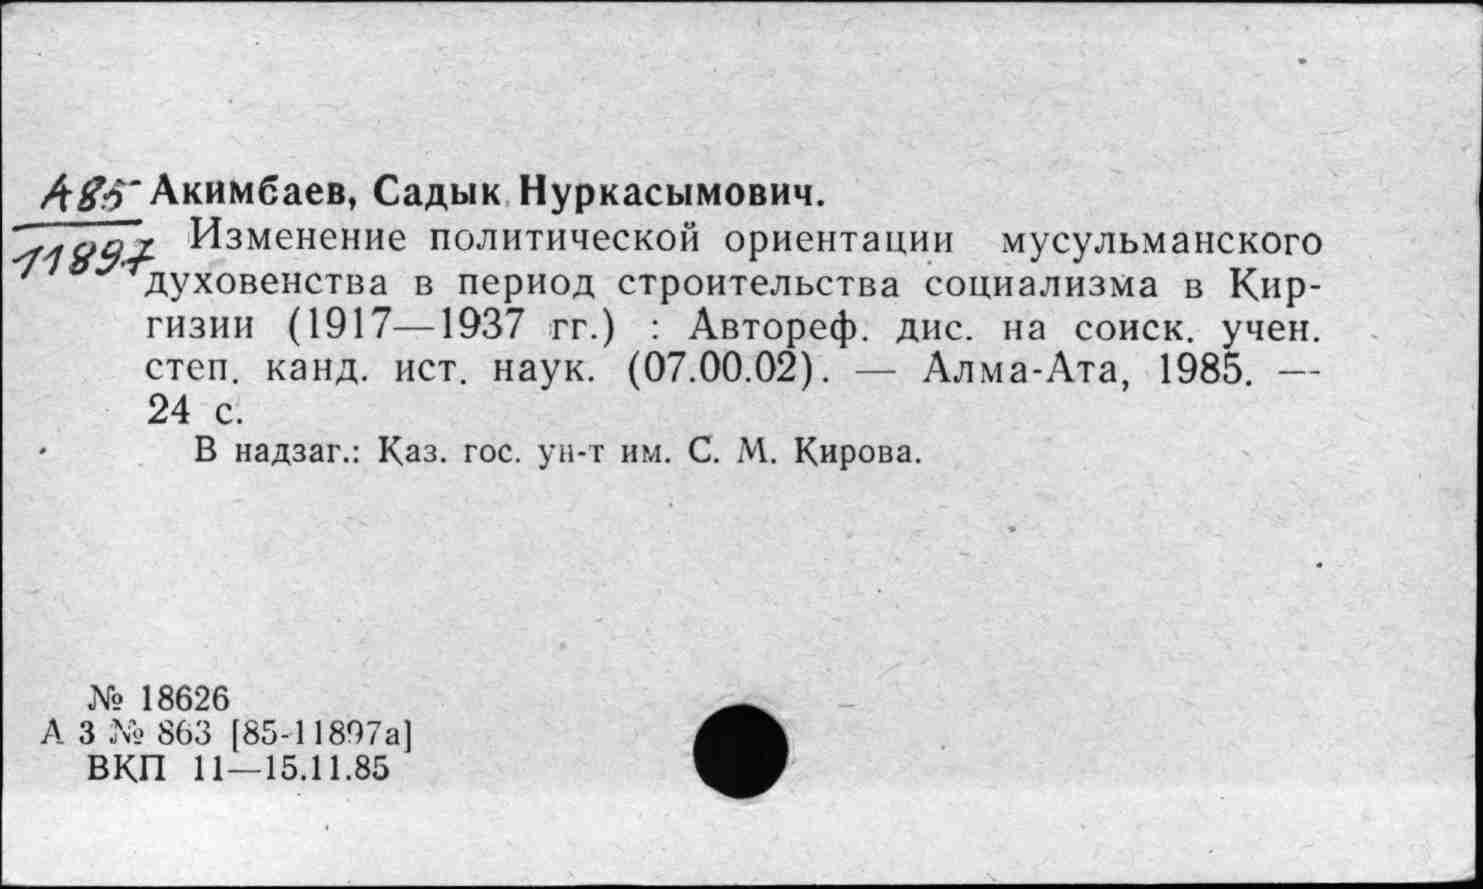 А85 Акимбаев, Садык Нуркасымович.
11897 Изменение политической ориентации мусульманского
духовенства в период строительства социализма в Кир-
гизии (1917—1937 гг.) : Автореф. дис. на соиск. учен.
степ. канд. ист. наук. (07.00.02). — Алма-Ата, 1985. —
24 с.
В надзаг.: Каз. гос. ун-т им. С. М. Кирова.
№ 18626
А 3 № 863 [85-11897а]
ВКП 11—15.11.85